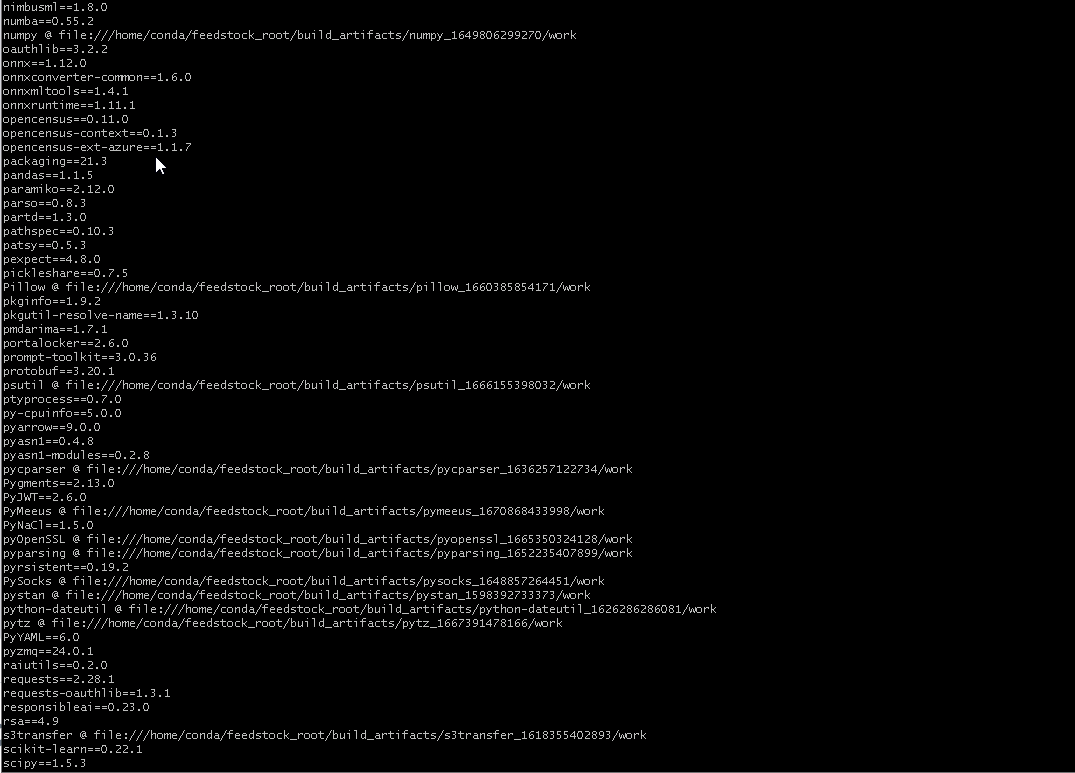 nimbusml==1.8.0
numba==0.55.2
numpy @ file:///home/conda/feedstock_root/build_artifacts/numpy_1649806299270/work
oauthlib==3.2.2
onnx==1.12.0
onnxconverter-common==1.6.0
onnxmltools==1.4.1
onnxruntime==1.11.1
opencensus==0.11.0
opencensus-context==0.1.3
opencensus-ext-azure==1.1.7
packaging==21.3
pandas==1.1.5
paramiko==2.12.0
parso==0.8.3
partd==1.3.0
pathspec==0.10.3
patsy==0.5.3
pexpect==4.8.0
pickleshare==0.7.5
Pillow @ file:///home/conda/feedstock_root/build_artifacts/pillow_1660385854171/work
pkginfo==1.9.2
pkgutil-resolve-name==1.3.10
pmdarima==1.7.1
portalocker==2.6.0
prompt-toolkit==3.0.36
protobuf==3.20.1
psutil @ file:///home/conda/feedstock_root/build_artifacts/psutil_1666155398032/work
ptyprocess==0.7.0
py-cpuinfo==5.0.0
pyarrow==9.0.0
pyasn1==0.4.8
pyasn1-modules==0.2.8
pycparser @ file:///home/conda/feedstock_root/build_artifacts/pycparser_1636257122734/work
Pygments==2.13.0
PyJWT==2.6.0
PyMeeus @ file:///home/conda/feedstock_root/build_artifacts/pymeeus_1670868433998/work
PyNaCl==1.5.0
pyOpenSSL @ file:///home/conda/feedstock_root/build_artifacts/pyopenssl_1665350324128/work
pyparsing @ file:///home/conda/feedstock_root/build_artifacts/pyparsing_1652235407899/work
pyrsistent==0.19.2
PySocks @ file:///home/conda/feedstock_root/build_artifacts/pysocks_1648857264451/work
pystan @ file:///home/conda/feedstock_root/build_artifacts/pystan_1598392733373/work
python-dateutil @ file:///home/conda/feedstock_root/build_artifacts/python-dateutil_1626286286081/work
pytz @ file:///home/conda/feedstock_root/build_artifacts/pytz_1667391478166/work
PyYAML==6.0
pyzmq==24.0.1
raiutils==0.2.0
requests==2.28.1
requests-oauthlib==1.3.1
responsibleai==0.23.0
rsa==4.9
s3transfer @ file:///home/conda/feedstock_root/build_artifacts/s3transfer_1618355402893/work
scikit-learn==0.22.1
scipy==1.5.3